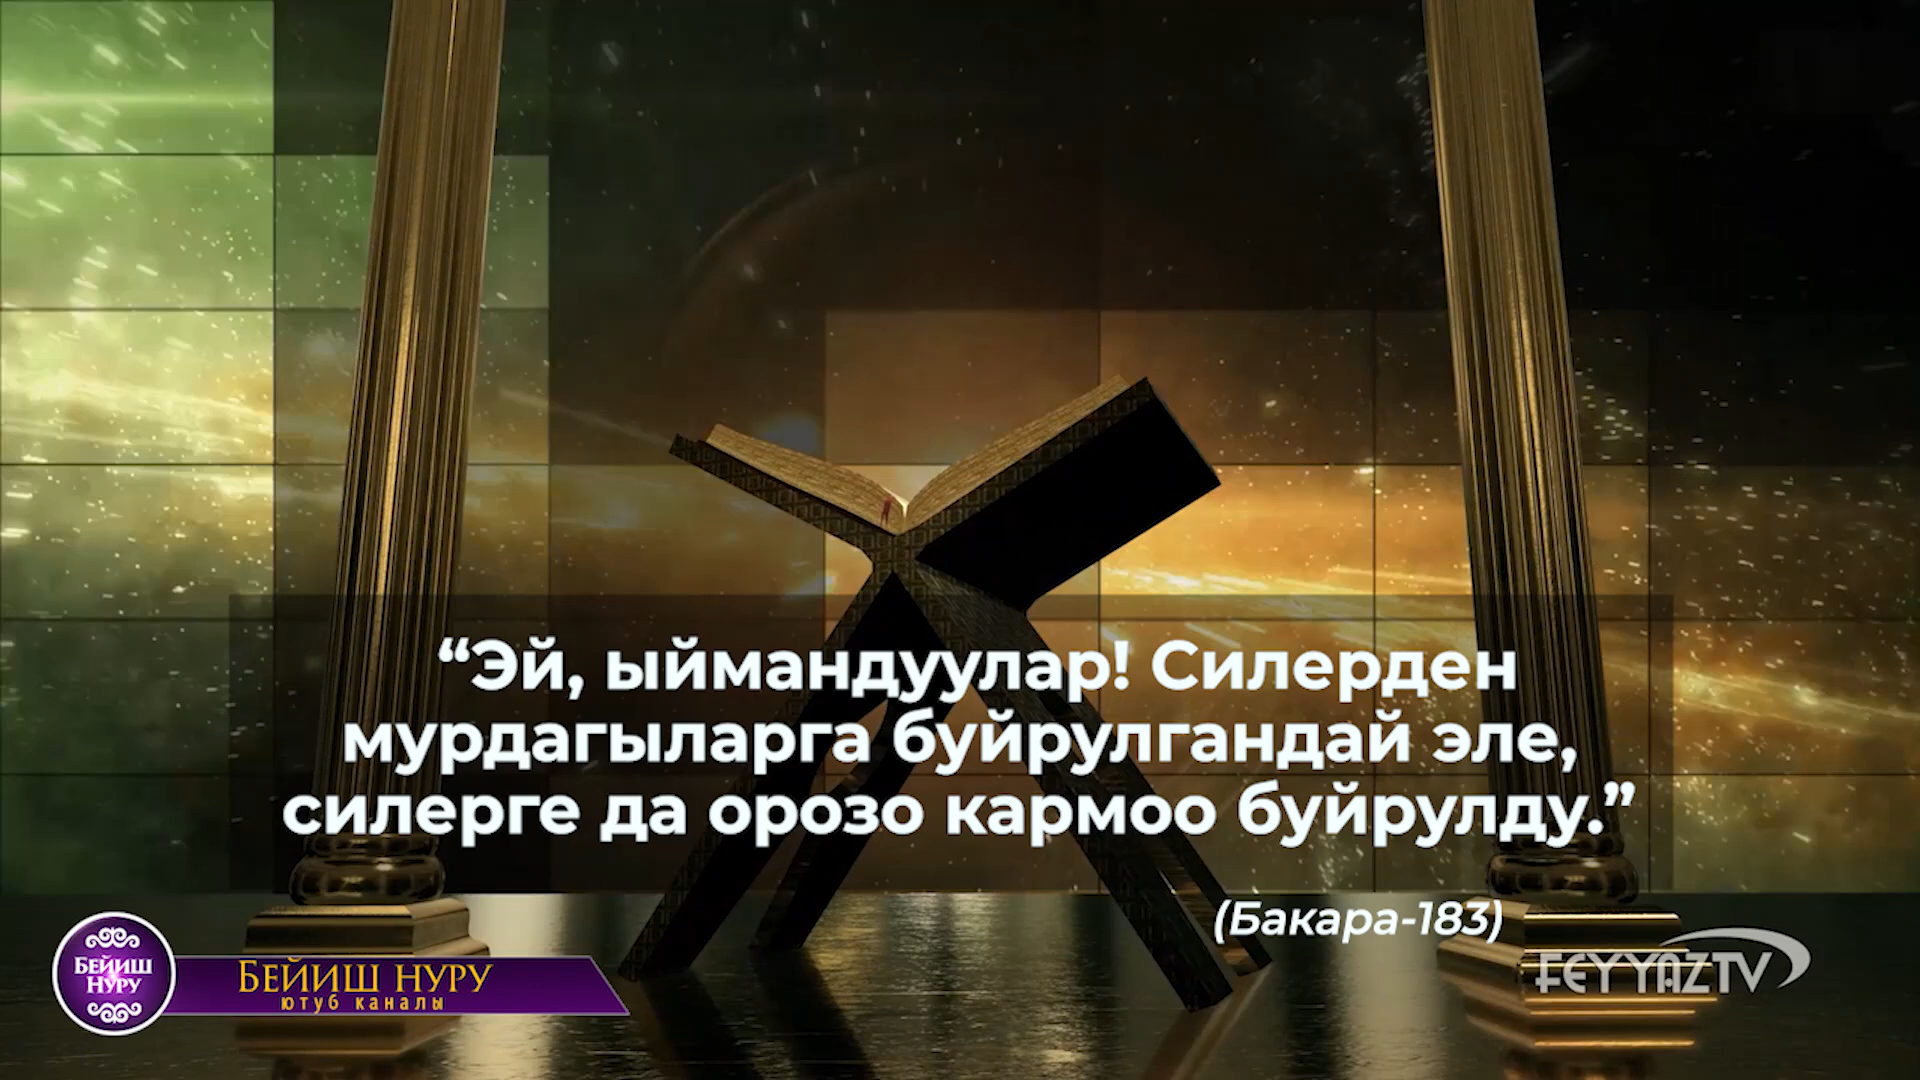 “Эй, ыймандуулар! Силерден
мурдагыларга буйрулгандай эле,
силерге да орозо кармоо буйрулду.”
(Бакара-183)
БЕЙИШ
НУРУ
БЕЙИШ НУРУ
ютуб каналы
FEYYAZTV